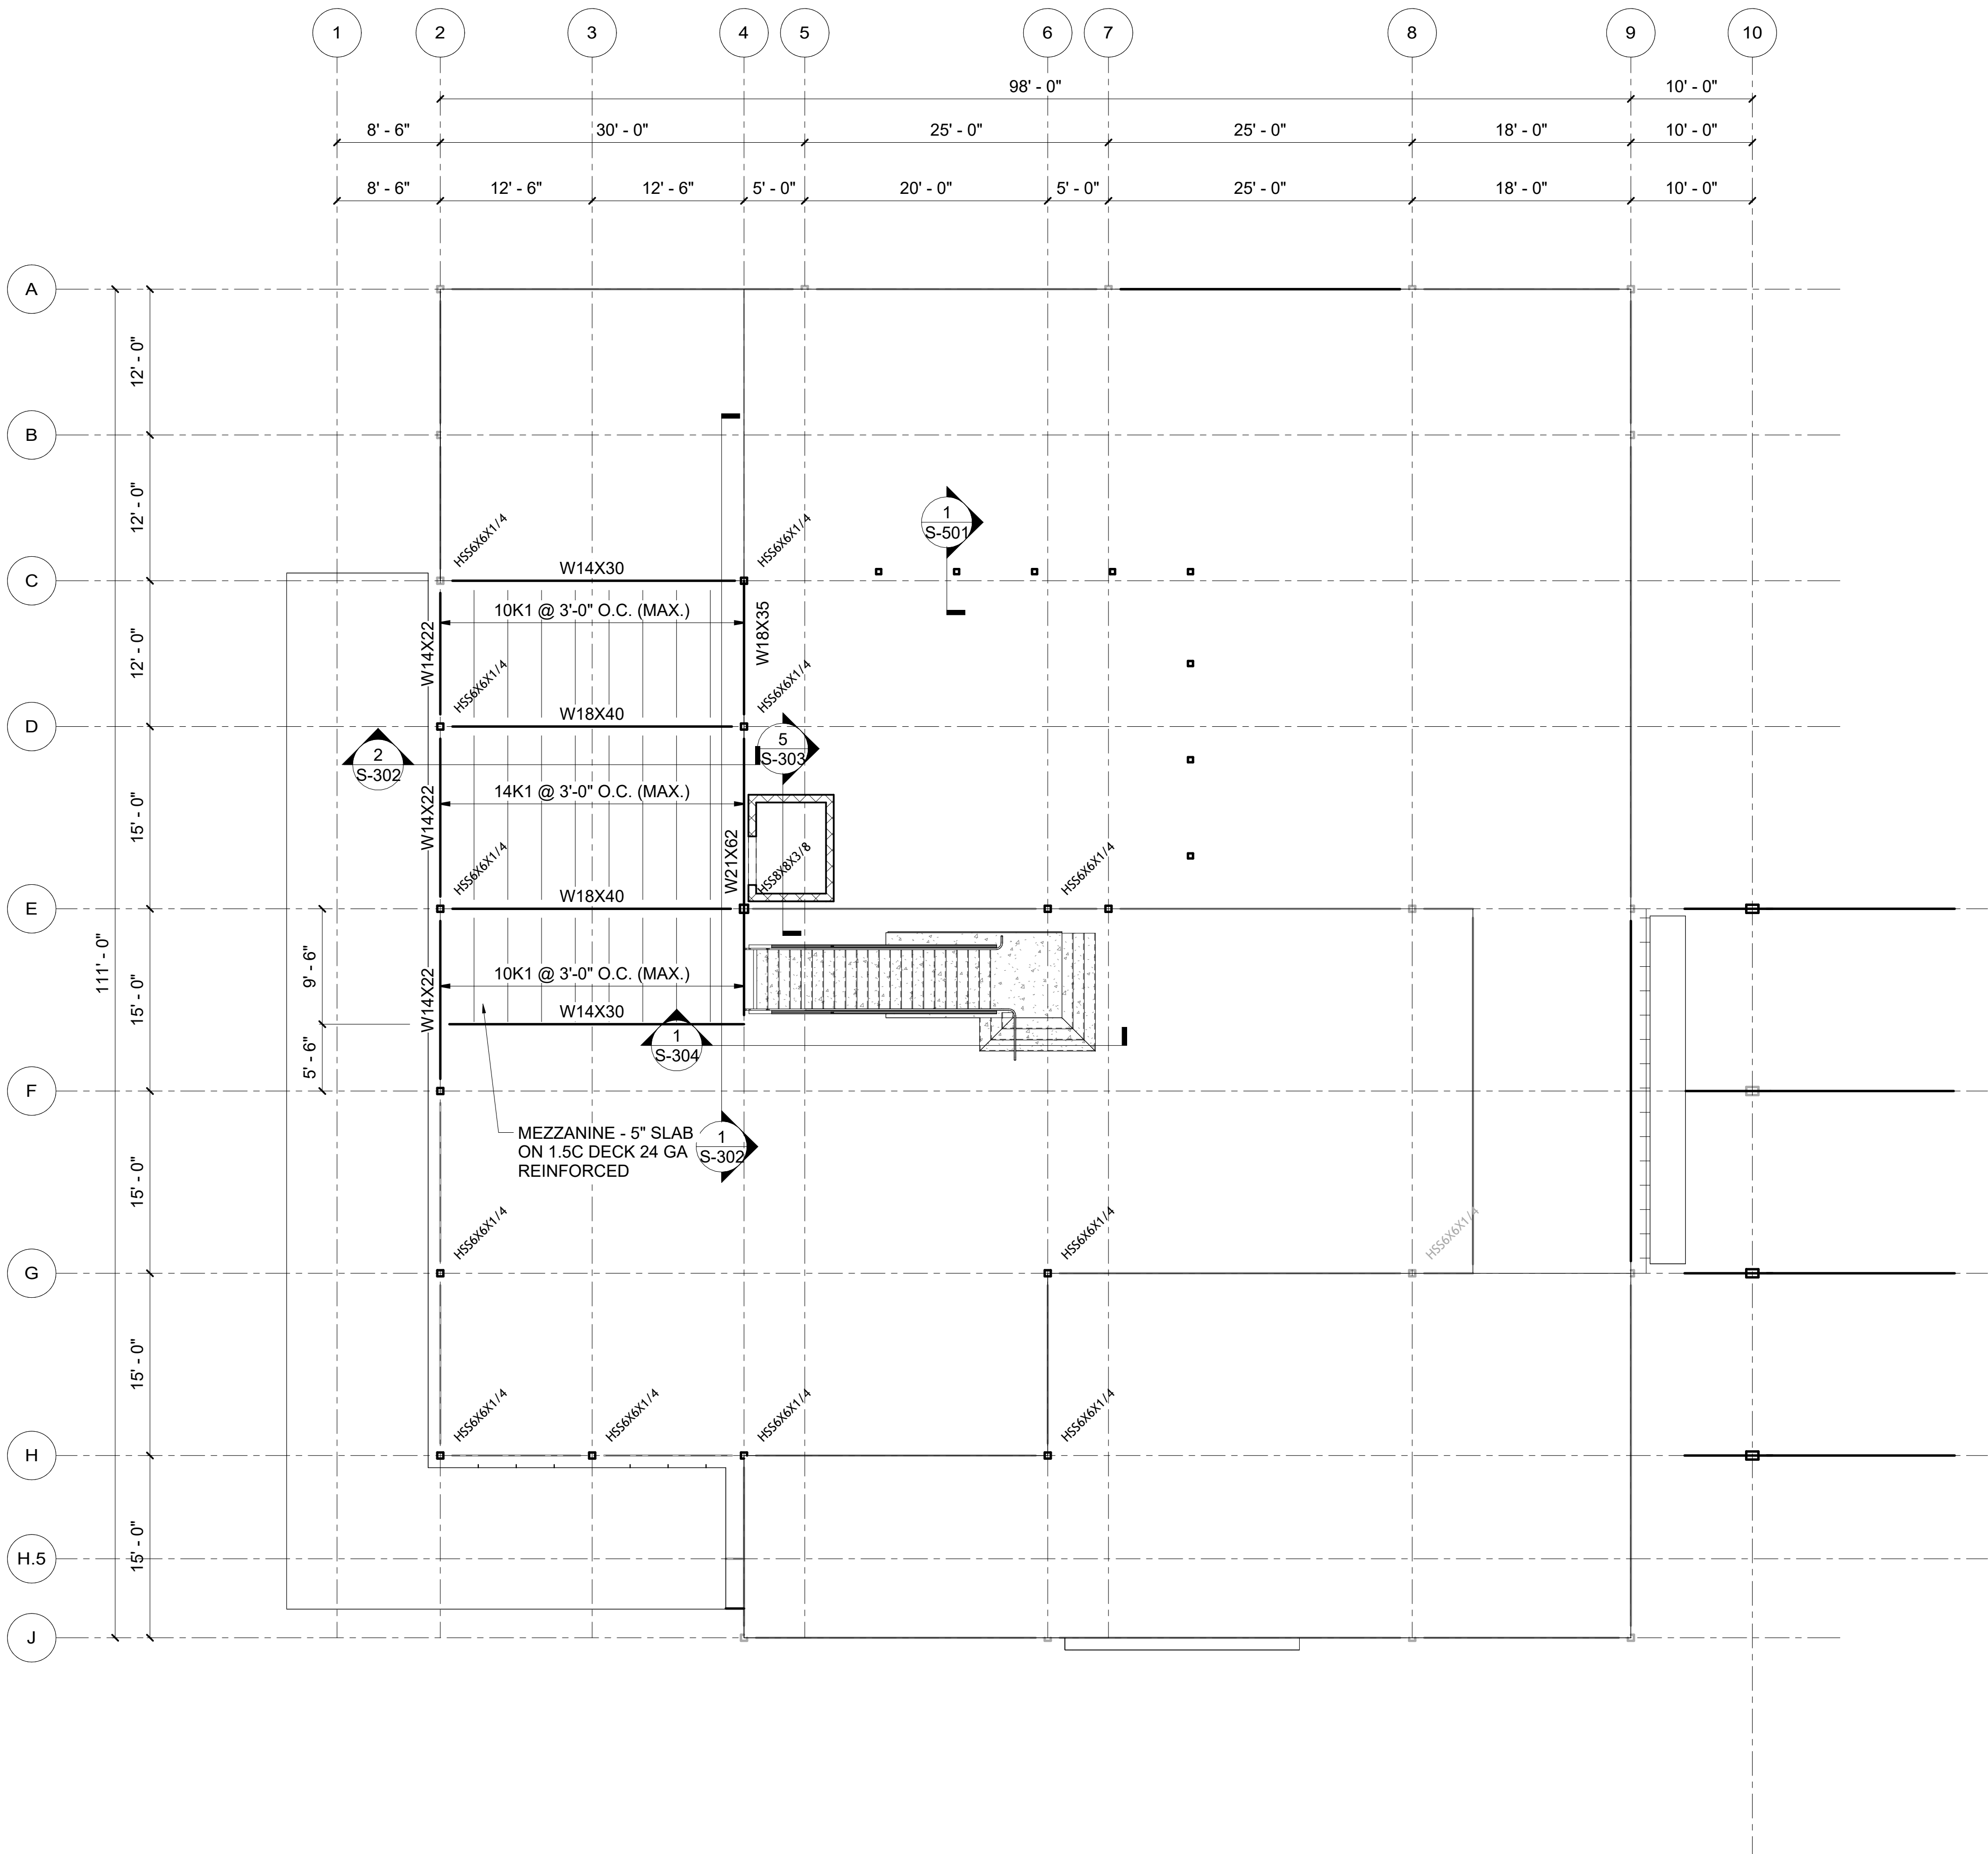 1 2 3 4 5 6 7 8 9 10
98' - 0" 10' - 0"
8' - 6" 30' - 0" 25' - 0" 25' - 0" 18' - 0" 10' - 0"
8' - 6" 12' - 6" 12' - 6" 5' - 0" 20' - 0" 5' - 0" 25' - 0" 18' - 0" 10' - 0"
A
12' - 0"
B
12' - 0"
HSS6X6X1/4 HSS6X6X1/4
1
S-501
C
W14X30
10K1 @ 3'-0" O.C. (MAX.)
12' - 0"
W14X22
W18X35
HSS6X6X1/4 HSS6X6X1/4
D
W18X40
2
S-302
5
S-303
14K1 @ 3'-0" O.C. (MAX.)
15' - 0"
W14X22
W21X62
HSS6X6X1/4 HSS8X8X3/8 HSS6X6X1/4
E
W18X40
111' - 0"
15' - 0"
9' - 6"
W14X22
10K1 @ 3'-0" O.C. (MAX.)
W14X30
1
S-304
5' - 6"
F
MEZZANINE - 5" SLAB
ON 1.5C DECK 24 GA
REINFORCED
1
S-302
15' - 0"
HSS6X6X1/4 HSS6X6X1/4 HSS6X6X1/4
G
15' - 0"
HSS6X6X1/4 HSS6X6X1/4 HSS6X6X1/4 HSS6X6X1/4
H
15' - 0"
H.5
J